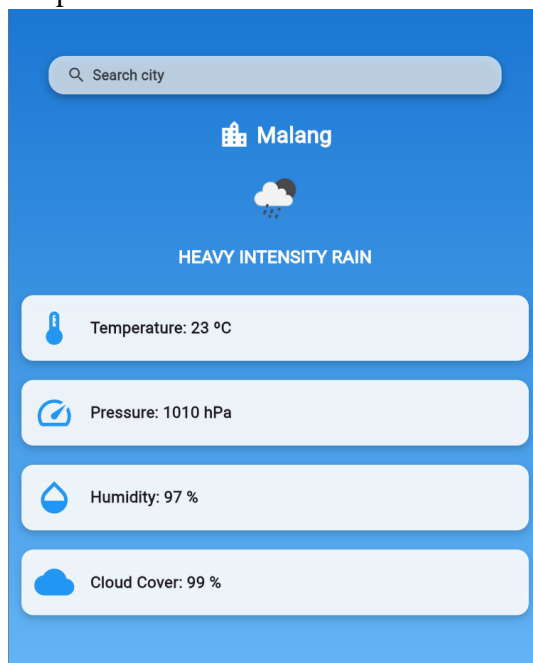 Search city
Malang
HEAVY INTENSITY RAIN
Temperature: 23 ºC
Pressure: 1010 hPa
Humidity: 97 %
Cloud Cover: 99 %